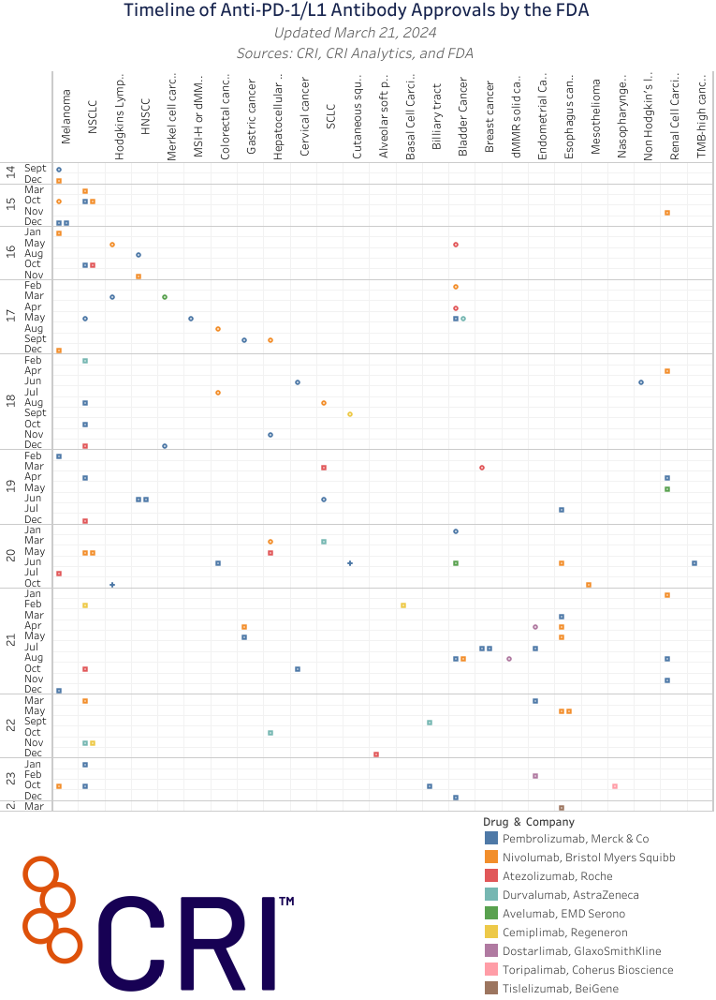 Timeline of Anti-PD-1/L1 Antibody Approvals by the FDA
Updated March 21, 2024
Sources: CRI, CRI Analytics, and FDA
Melanoma
NSCLC
Hodgkins Lymp..
HNSCC
Merkel cell carc..
MSI-H or dMM..
Colorectal canc..
Gastric cancer
Hepatocellular ..
Cervical cancer
SCLC
Cutaneous squ..
Alveolar soft p..
Basal Cell Carci..
Billiary tract
Bladder Cancer
Breast cancer
dMMR solid ca..
Endometrial Ca..
Esophagus can..
Mesothelioma
Nasopharynge..
Non Hodgkin's l..
Renal Cell Carci..
TMB-high canc..
14
Sept
Dec
15
Mar
Oct
Nov
Dec
16
Jan
May
Aug
Oct
Nov
17
Feb
Mar
Apr
May
Aug
Sept
Dec
18
Feb
Apr
Jun
Jul
Aug
Sept
Oct
Nov
Dec
19
Feb
Mar
Apr
May
Jun
Jul
Dec
20
Jan
Mar
May
Jun
Jul
Oct
21
Jan
Feb
Mar
Apr
May
Jul
Aug
Oct
Nov
Dec
22
Mar
May
Sept
Oct
Nov
Dec
23
Jan
Feb
Oct
Dec
2.
Mar
Drug & Company
Pembrolizumab, Merck & Co
Nivolumab, Bristol Myers Squibb
Atezolizumab, Roche
Durvalumab, AstraZeneca
Avelumab, EMD Serono
Cemiplimab, Regeneron
Dostarlimab, GlaxoSmithKline
Toripalimab, Coherus Bioscience
Tislelizumab, BeiGene
CRI™